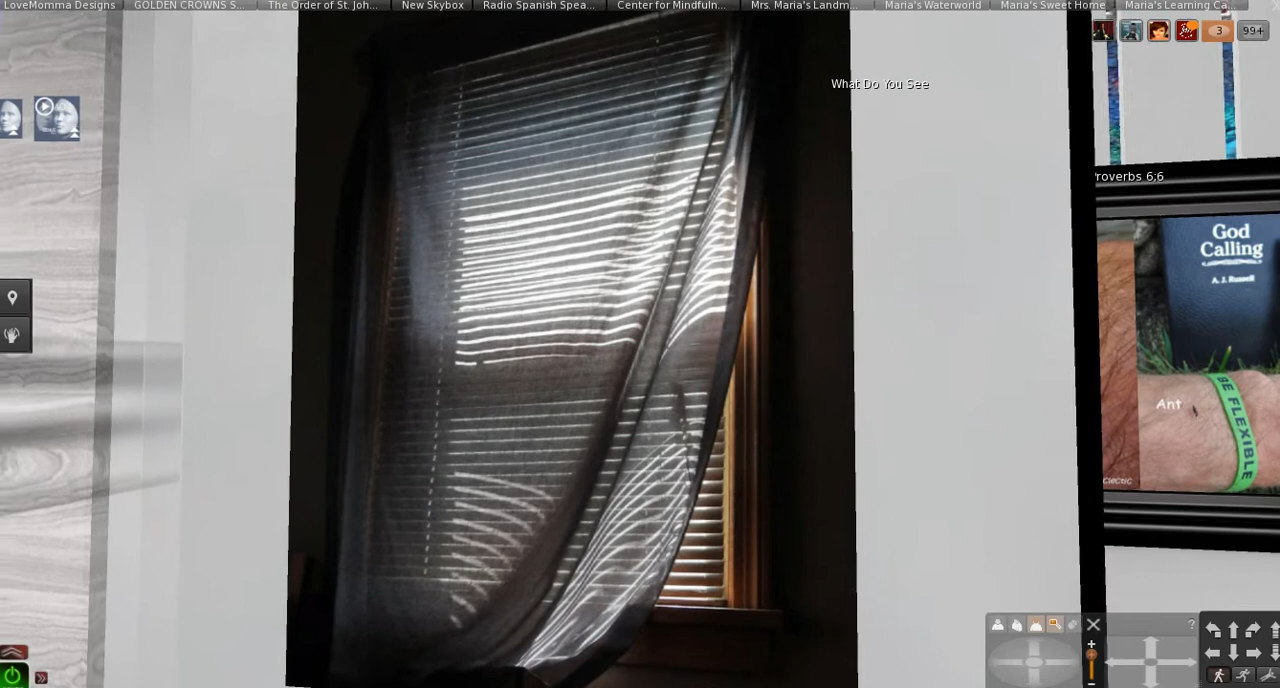 LoveMomma Designs
GOLDEN CROWNS S...
The Order of St. Joh...
New Skybox
Radio Spanish Spea...
Center for Mindfuln...
Mrs. Maria's Landm...
Maria's Waterworld
Maria's Sweet Home
Maria's Learning Ca...
3
99+
What Do You See
Proverbs 6;6
God
Calling
A. J. Russell
BE FLEXIBLE
Ant
?